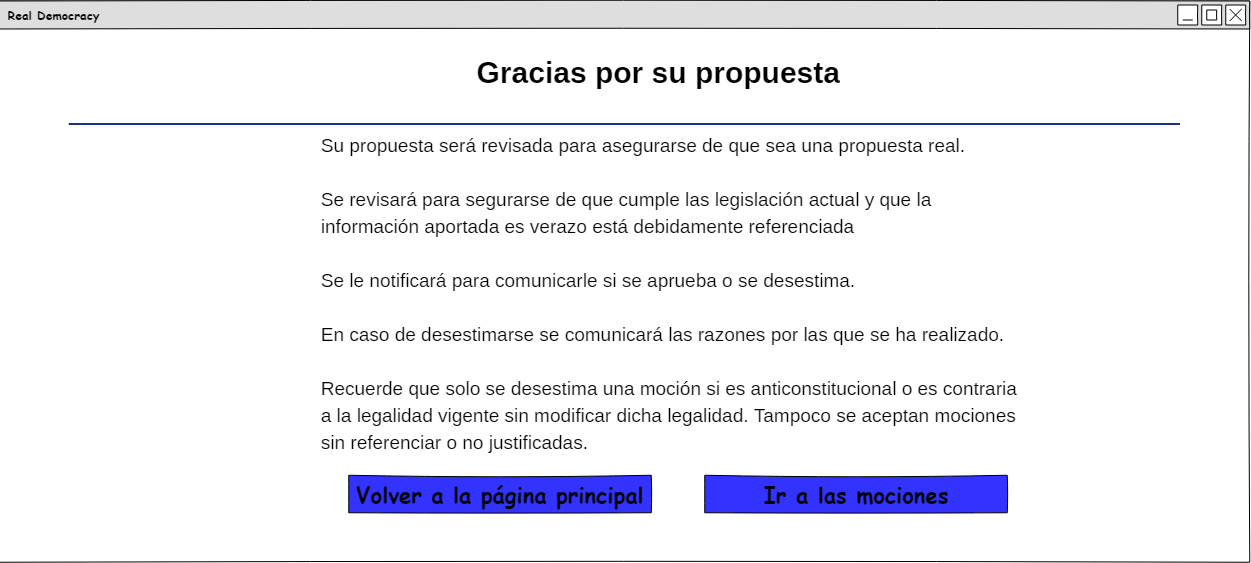 Real Democracy
Gracias por su propuesta
Su propuesta será revisada para asegurarse de que sea una propuesta real.
Se revisará para segurarse de que cumple las legislación actual y que la
información aportada es verazo está debidamente referenciada
Se le notificará para comunicarle si se aprueba o se desestima.
En caso de desestimarse se comunicará las razones por las que se ha realizado.
Recuerde que solo se desestima una moción si es anticonstitucional o es contraria
a la legalidad vigente sin modificar dicha legalidad. Tampoco se aceptan mociones
sin referenciar o no justificadas.
Volver a la página principal
Ir a las mociones